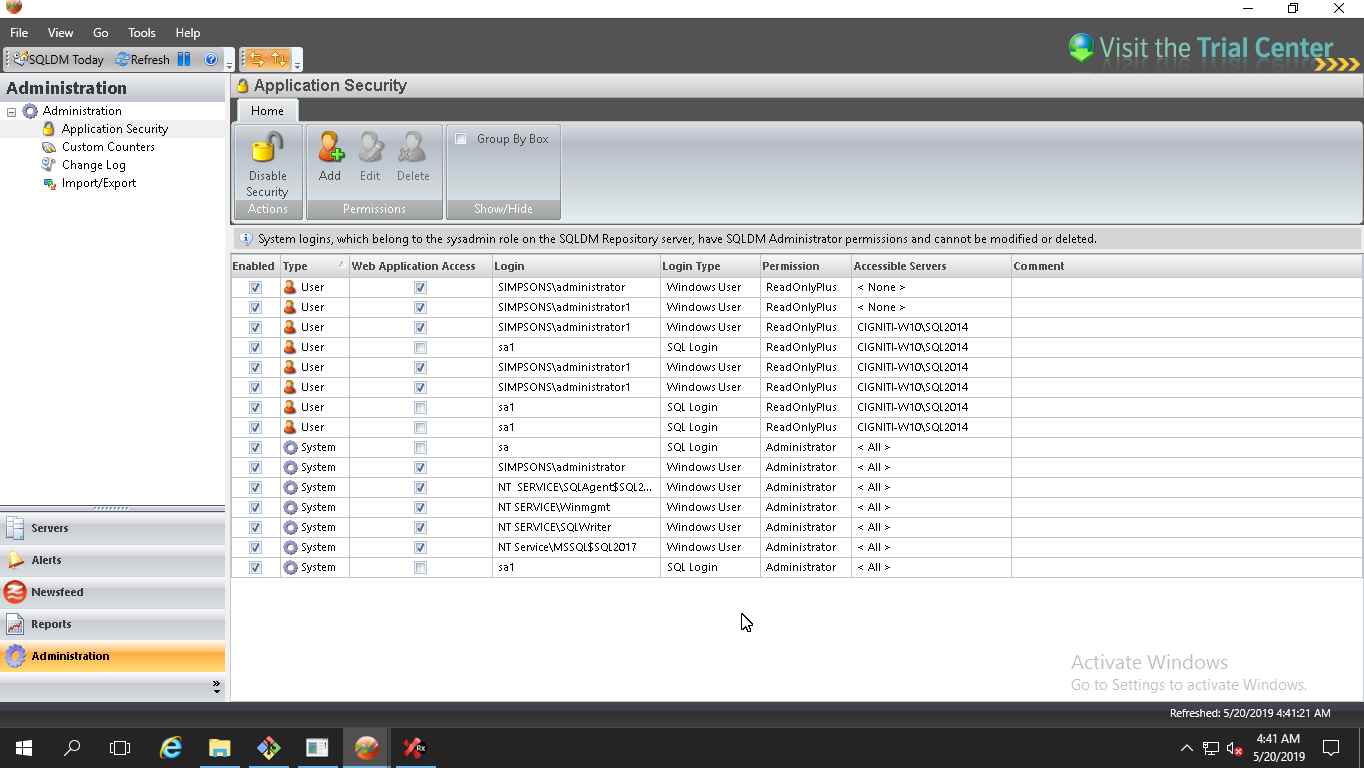 File View Go Tools Help
SQLDM Today Refresh
Visit the Trial Center
Administration
Administration
Application Security
Custom Counters
Change Log
Import/Export
Servers
Alerts
Newsfeed
Reports
Administration
Application Security
Home
Disable Security
Add Edit Delete
Group By Box
Actions Permissions Show/Hide
System logins, which belong to the sysadmin role on the SQLDM Repository server, have SQLDM Administrator permissions and cannot be modified or deleted.
Enabled Type Web Application Access Login Login Type Permission Accessible Servers Comment
User SIMPSONS\administrator Windows User ReadOnlyPlus < None >
User SIMPSONS\administrator1 Windows User ReadOnlyPlus < None >
User SIMPSONS\administrator1 Windows User ReadOnlyPlus CIGNITI-W10\SQL2014
User sa1 SQL Login ReadOnlyPlus CIGNITI-W10\SQL2014
User SIMPSONS\administrator1 Windows User ReadOnlyPlus CIGNITI-W10\SQL2014
User SIMPSONS\administrator1 Windows User ReadOnlyPlus CIGNITI-W10\SQL2014
User sa1 SQL Login ReadOnlyPlus CIGNITI-W10\SQL2014
User sa1 SQL Login ReadOnlyPlus CIGNITI-W10\SQL2014
System sa SQL Login Administrator < All >
System SIMPSONS\administrator Windows User Administrator < All >
System NT SERVICE\SQLAgent$SQL2... Windows User Administrator < All >
System NT SERVICE\Winmgmt Windows User Administrator < All >
System NT SERVICE\SQLWriter Windows User Administrator < All >
System NT Service\MSSQL$SQL2017 Windows User Administrator < All >
System sa1 SQL Login Administrator < All >
Activate Windows
Go to Settings to activate Windows.
Refreshed: 5/20/2019 4:41:21 AM
Rx
4:41 AM
5/20/2019